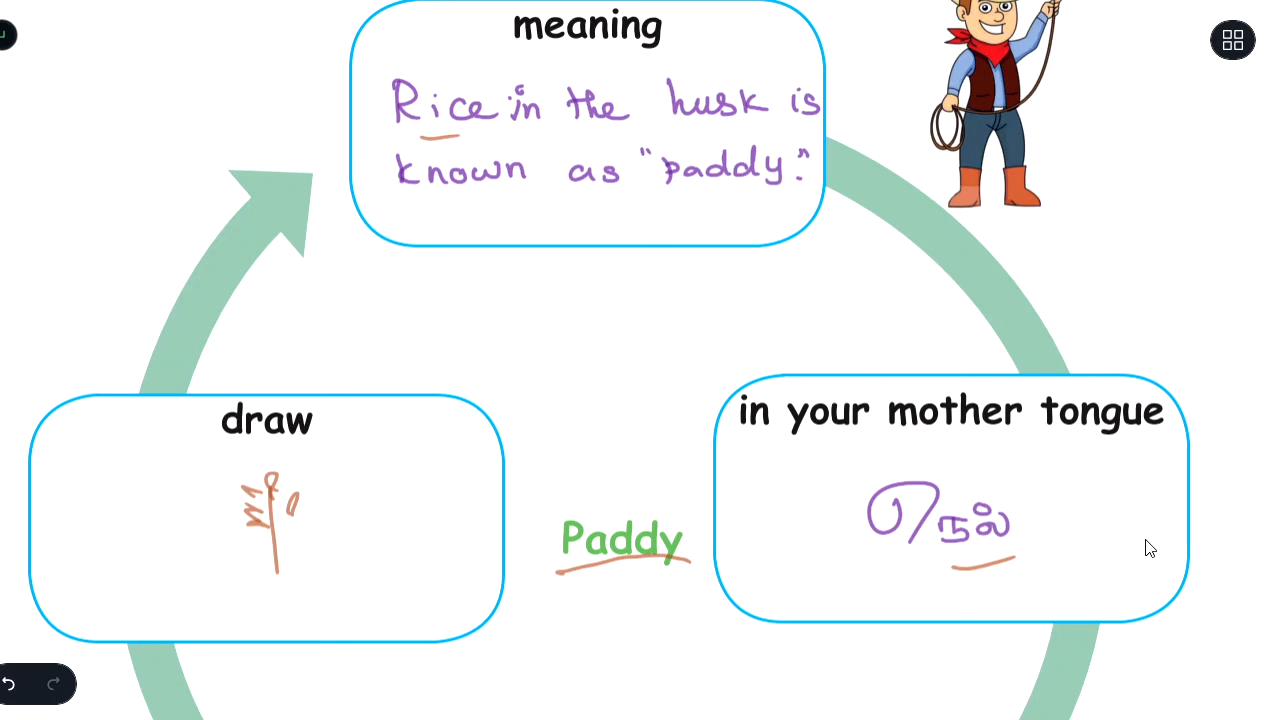 meaning
Rice in the husk is
known as "paddy".
draw
in your mother tongue
Paddy
நெல்